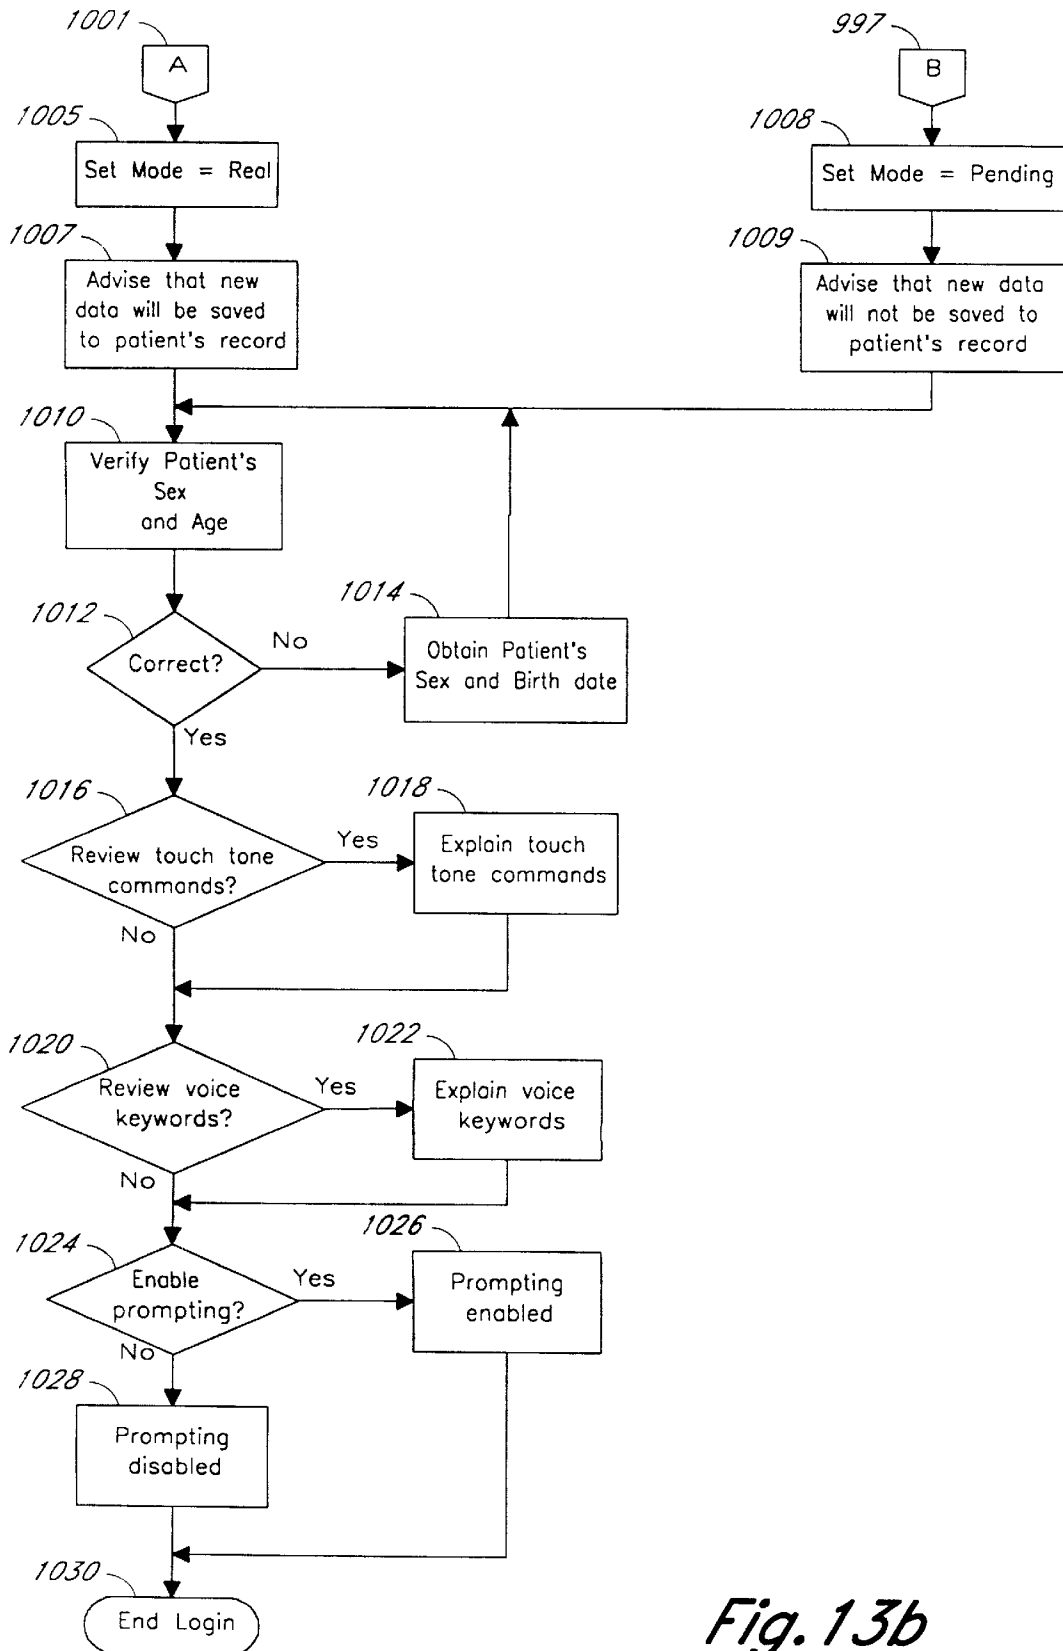 1001
A
997
B
1005
Set Mode = Real
1008
Set Mode = Pending
1007
Advise that new
data will be saved
to patient's record
1009
Advise that new data
will not be saved to
patient's record
1010
Verify Patient's
Sex
and Age
1012
Correct?
No
1014
Obtain Patient's
Sex and Birth date
Yes
1016
Review touch tone
commands?
Yes
1018
Explain touch
tone commands
No
1020
Review voice
keywords?
Yes
1022
Explain voice
keywords
No
1024
Enable
prompting?
Yes
1026
Prompting
enabled
No
1028
Prompting
disabled
1030
End Login
Fig. 13b